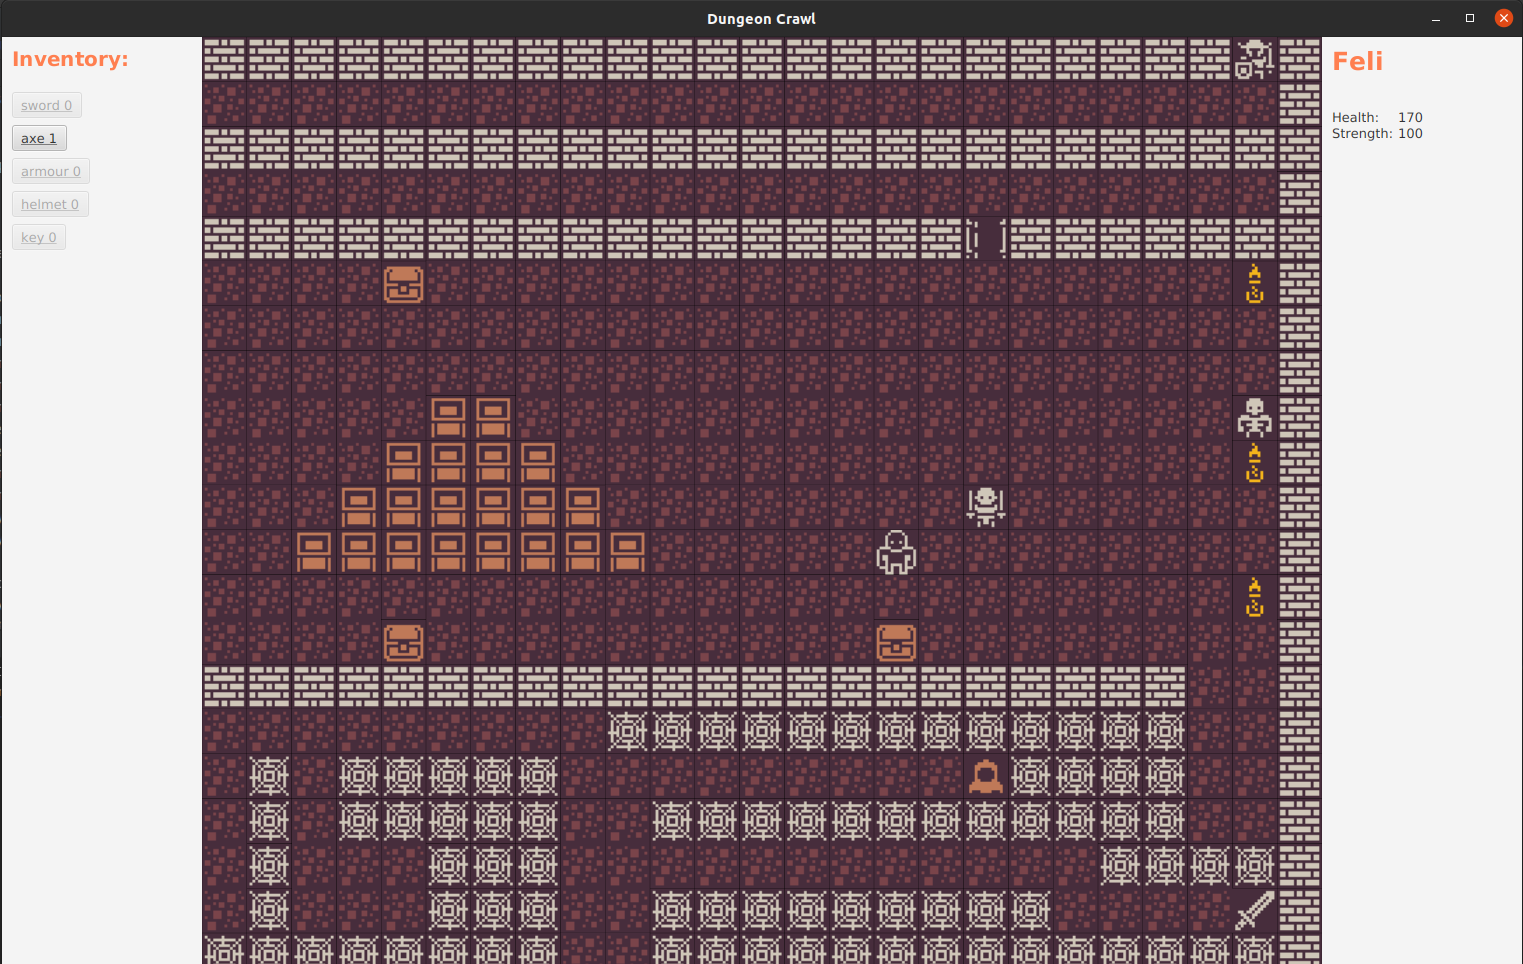 Dungeon Crawl
Inventory:
sword 0
axe 1
armour 0
helmet 0
key 0
Feli
Health: 170
Strength: 100